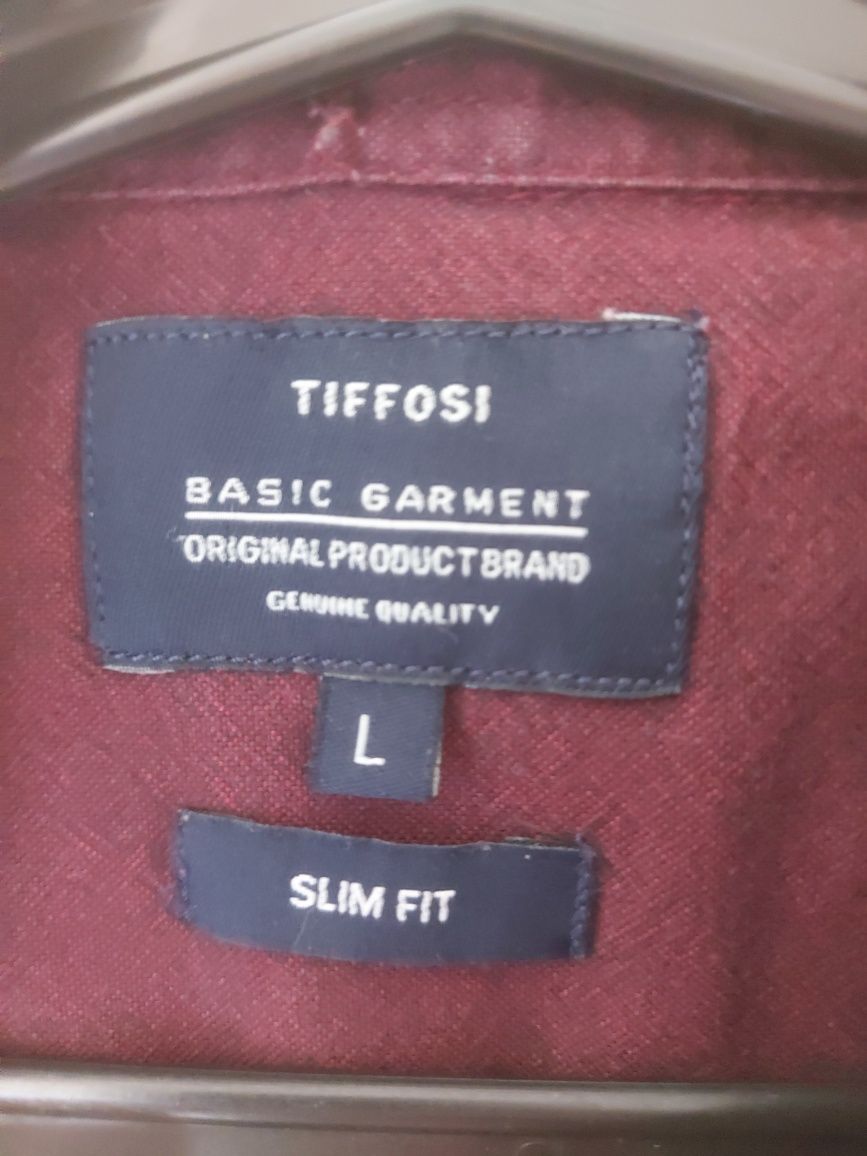 TIFFOSI
BASIC GARMENT
ORIGINAL PRODUCT BRAND
GENUINE QUALITY
L
SLIM FIT